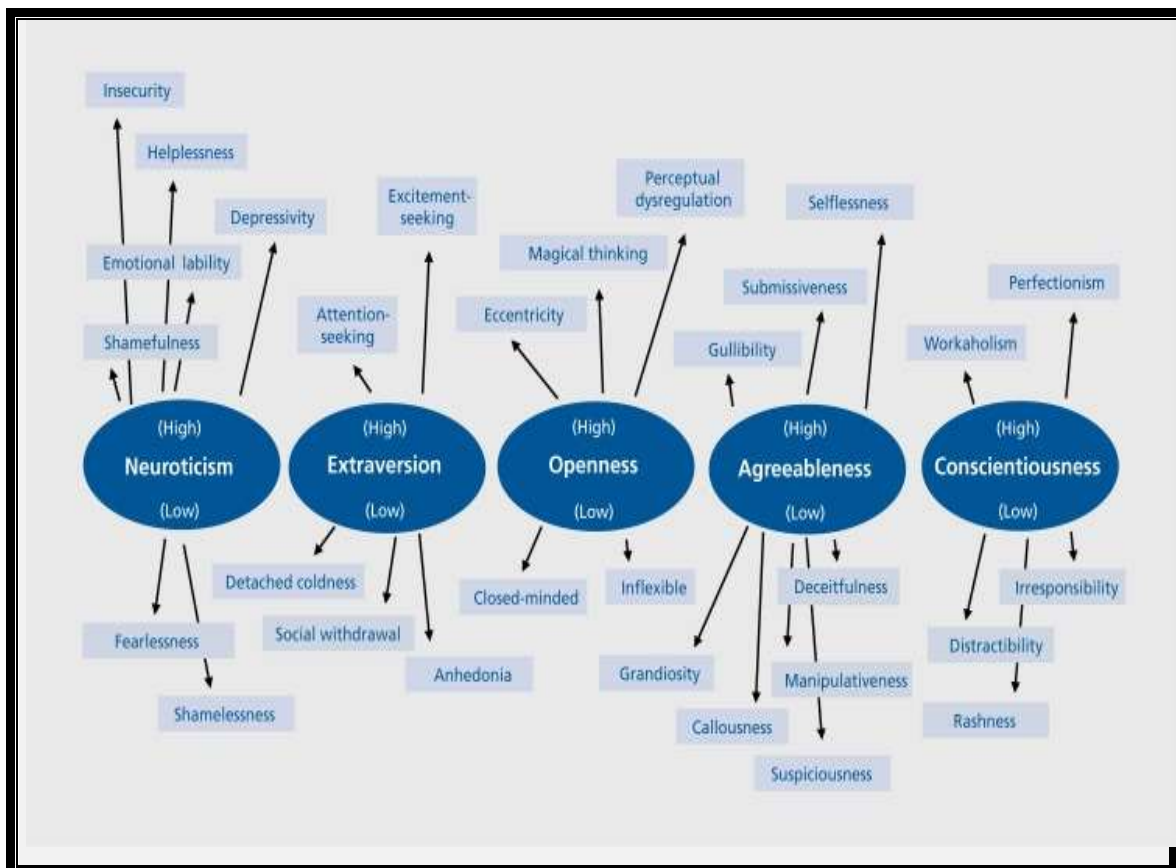 Insecurity
Helplessness
Depressivity
Emotional lability
Shamefulness
Excitement-
seeking
Attention-
seeking
Perceptual
dysregulation
Magical thinking
Eccentricity
Selflessness
Submissiveness
Gullibility
Perfectionism
Workaholism
(High)
Neuroticism
(Low)
(High)
Extraversion
(Low)
(High)
Openness
(Low)
(High)
Agreeableness
(Low)
(High)
Conscientiousness
(Low)
Fearlessness
Shamelessness
Detached coldness
Social withdrawal
Anhedonia
Closed-minded
Inflexible
Deceitfulness
Grandiosity
Manipulativeness
Callousness
Suspiciousness
Irresponsibility
Distractibility
Rashness